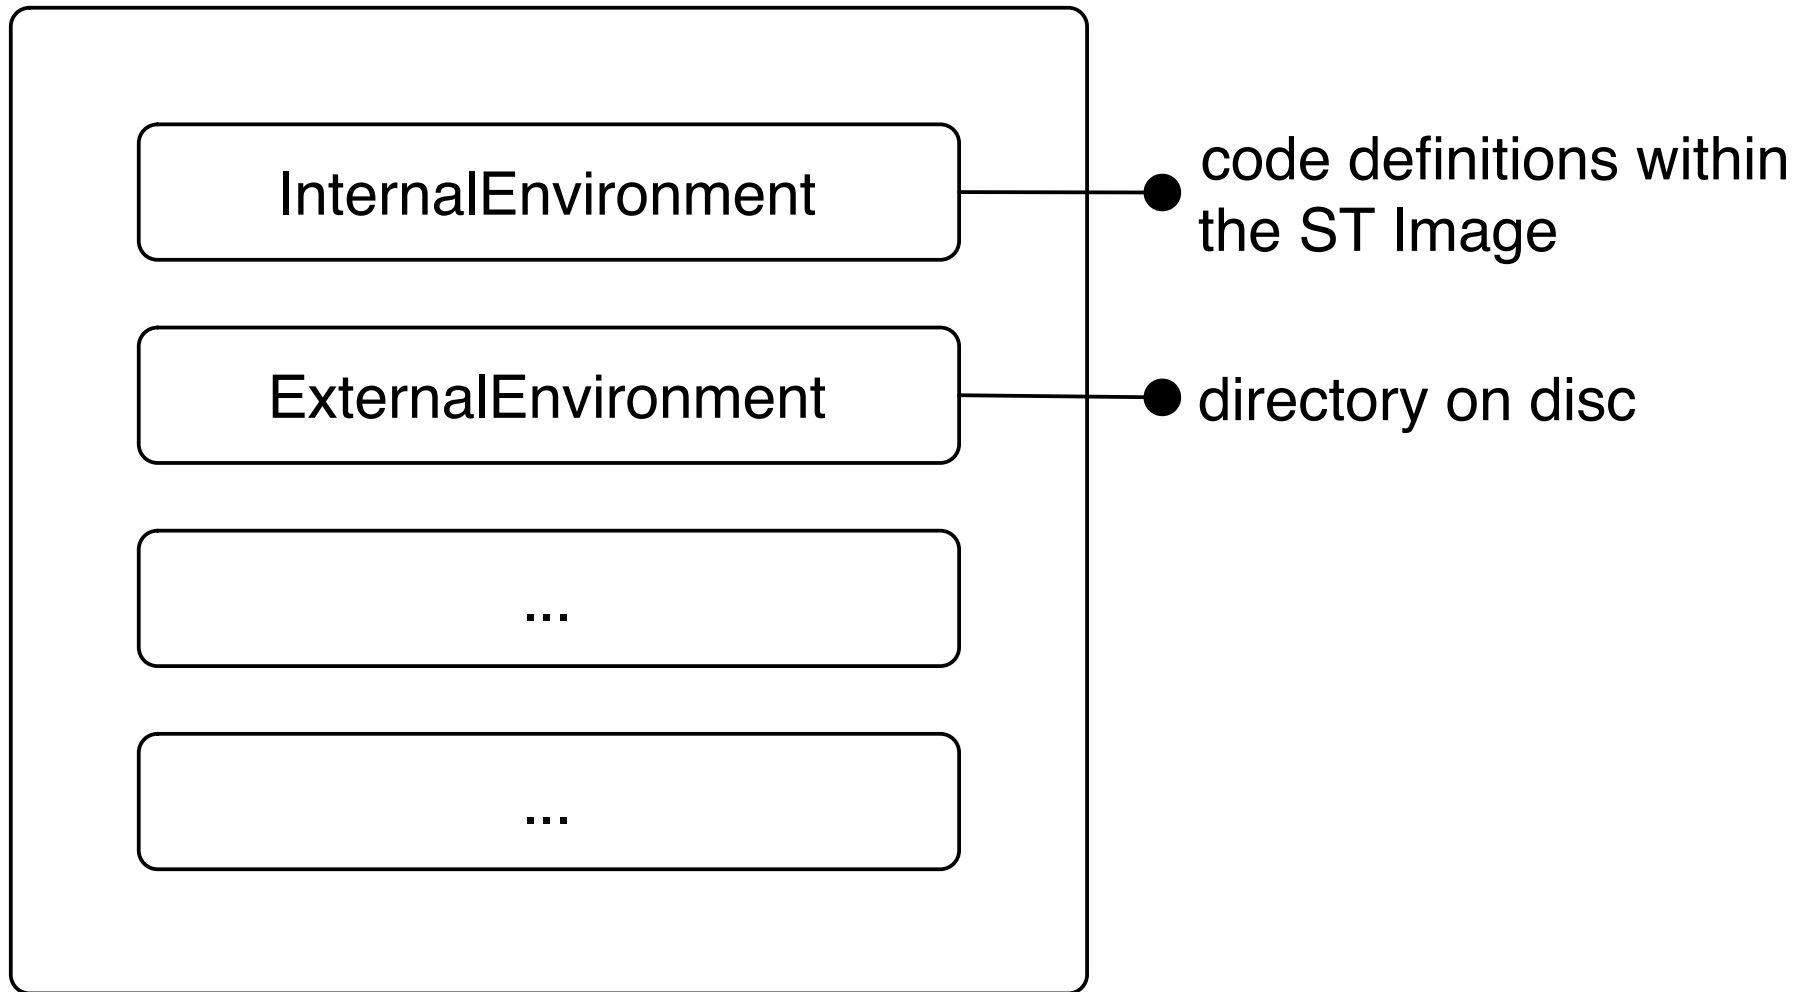 InternalEnvironment
code definitions within
the ST Image
ExternalEnvironment
directory on disc
...
...